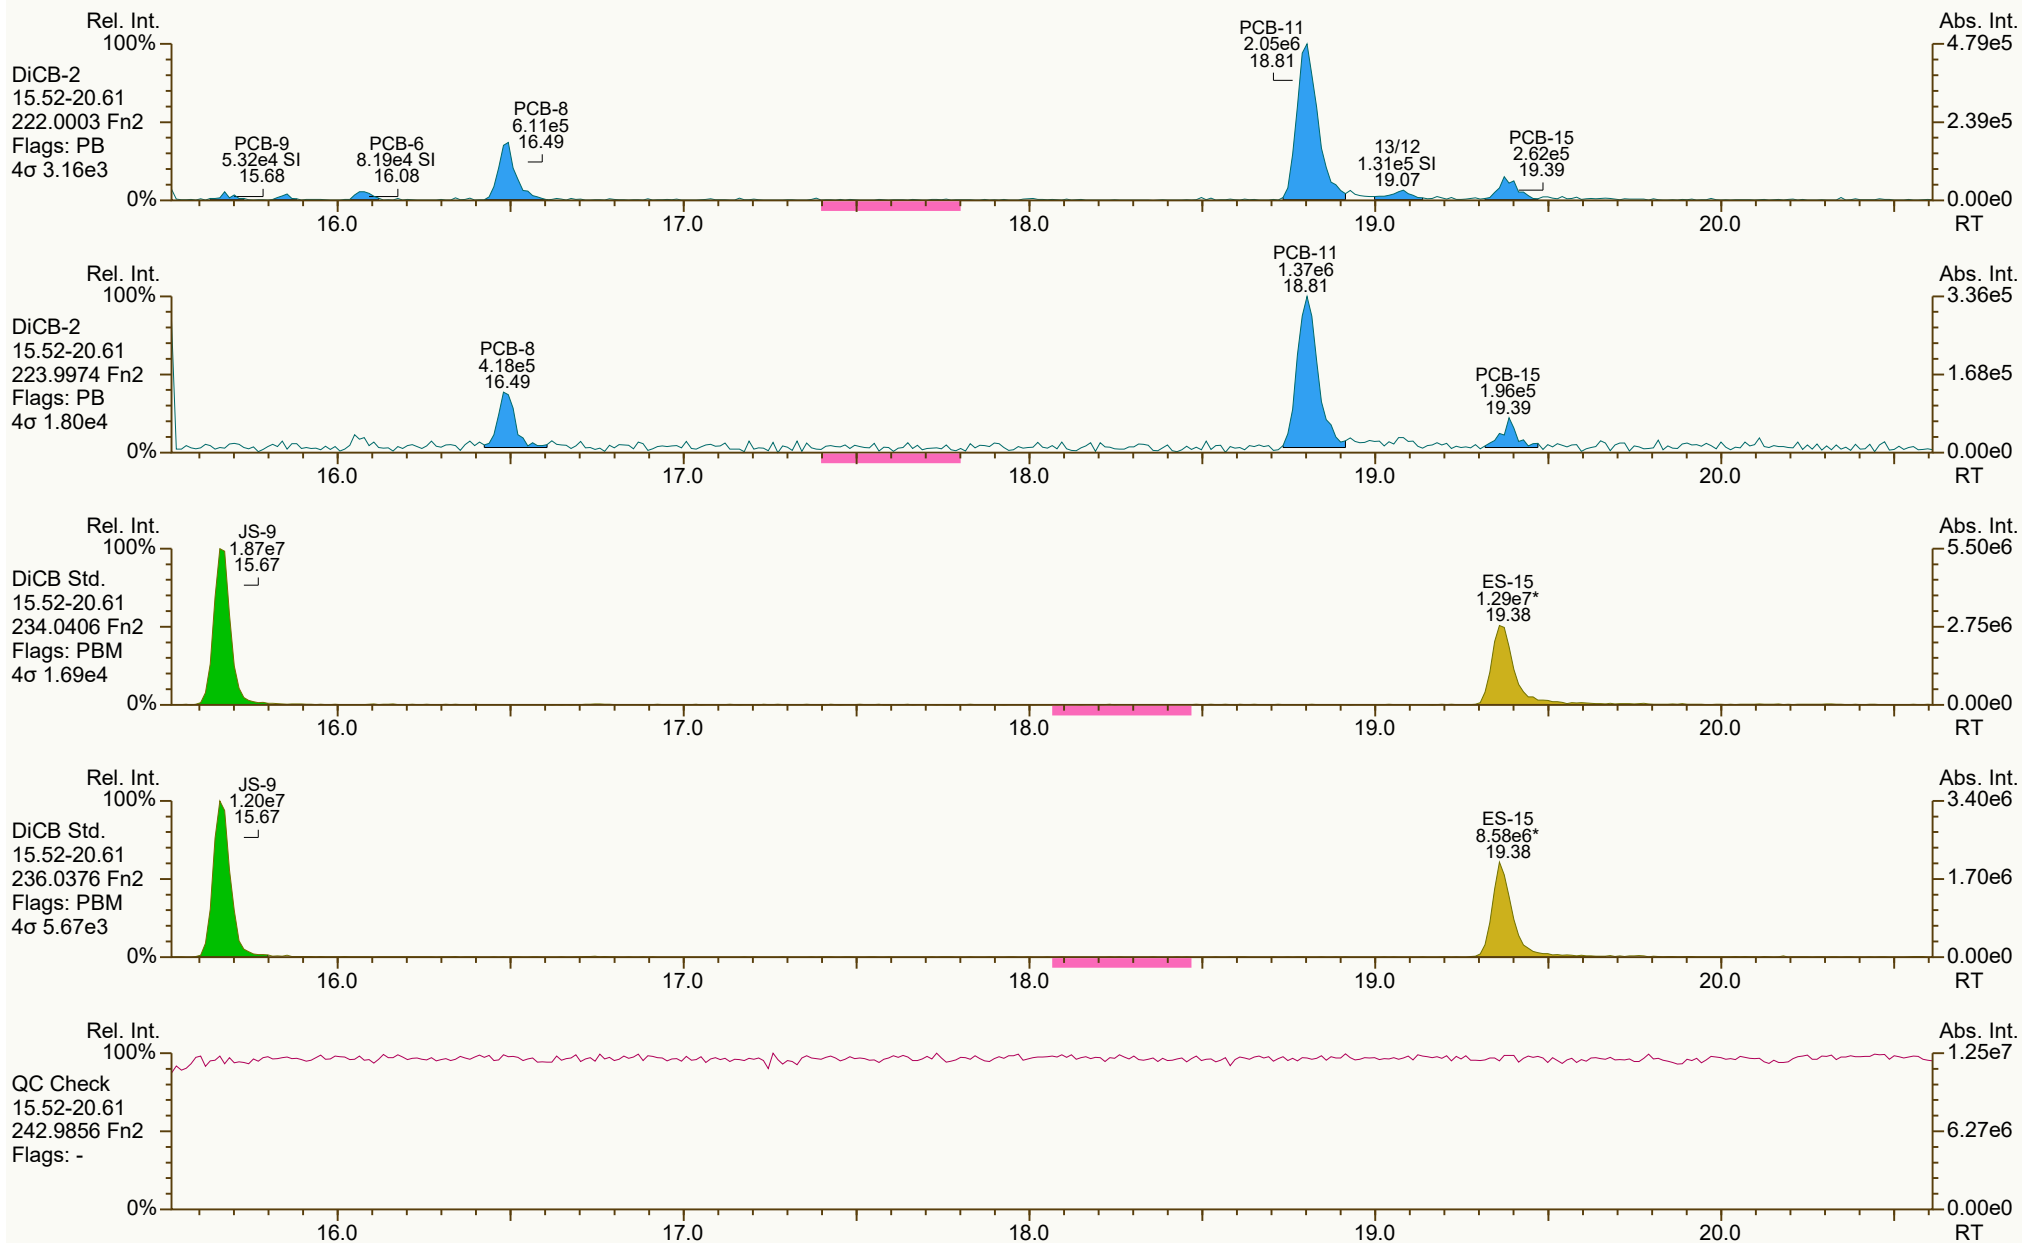 Rel. Int.
Abs. Int.
100%
4.79e5
DiCB-2
15.52-20.61
222.0003 Fn2
Flags: PB
4σ 3.16e3
2.39e5
0%
0.00e0
PCB-9
5.32e4 SI
15.68
PCB-6
8.19e4 SI
16.08
PCB-8
6.11e5
16.49
PCB-11
2.05e6
18.81
13/12
1.31e5 SI
19.07
PCB-15
2.62e5
19.39
16.0 17.0 18.0 19.0 20.0 RT
Rel. Int.
Abs. Int.
100%
3.36e5
DiCB-2
15.52-20.61
223.9974 Fn2
Flags: PB
4σ 1.80e4
1.68e5
0%
0.00e0
PCB-8
4.18e5
16.49
PCB-11
1.37e6
18.81
PCB-15
1.96e5
19.39
16.0 17.0 18.0 19.0 20.0 RT
Rel. Int.
Abs. Int.
100%
5.50e6
DiCB Std.
15.52-20.61
234.0406 Fn2
Flags: PBM
4σ 1.69e4
2.75e6
0%
0.00e0
JS-9
1.87e7
15.67
ES-15
1.29e7*
19.38
16.0 17.0 18.0 19.0 20.0 RT
Rel. Int.
Abs. Int.
100%
3.40e6
DiCB Std.
15.52-20.61
236.0376 Fn2
Flags: PBM
4σ 5.67e3
1.70e6
0%
0.00e0
JS-9
1.20e7
15.67
ES-15
8.58e6*
19.38
16.0 17.0 18.0 19.0 20.0 RT
Rel. Int.
Abs. Int.
100%
1.25e7
QC Check
15.52-20.61
242.9856 Fn2
Flags: -
6.27e6
0%
0.00e0
16.0 17.0 18.0 19.0 20.0 RT